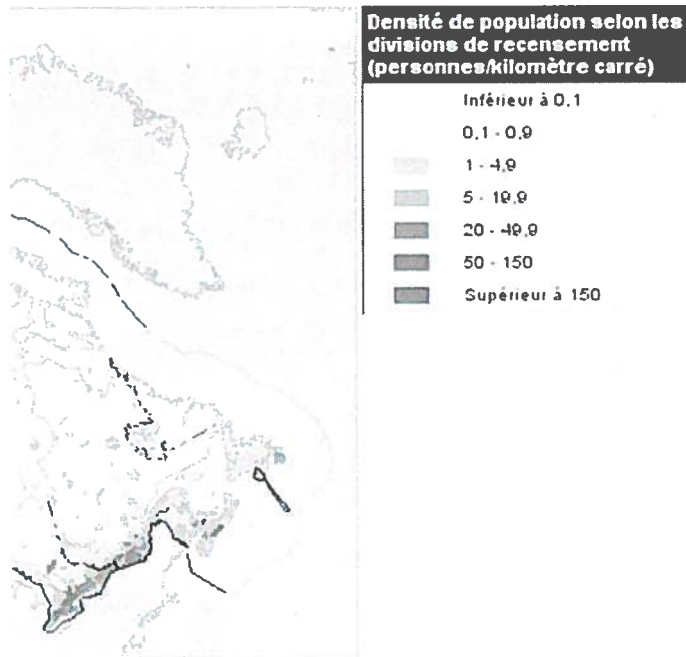 Densité de population selon les
divisions de recensement
(personnes/kilomètre carré)
Inférieur à 0,1
0,1 - 0,9
1 - 4,9
5 - 19,9
20 - 49,9
50 - 150
Supérieur à 150